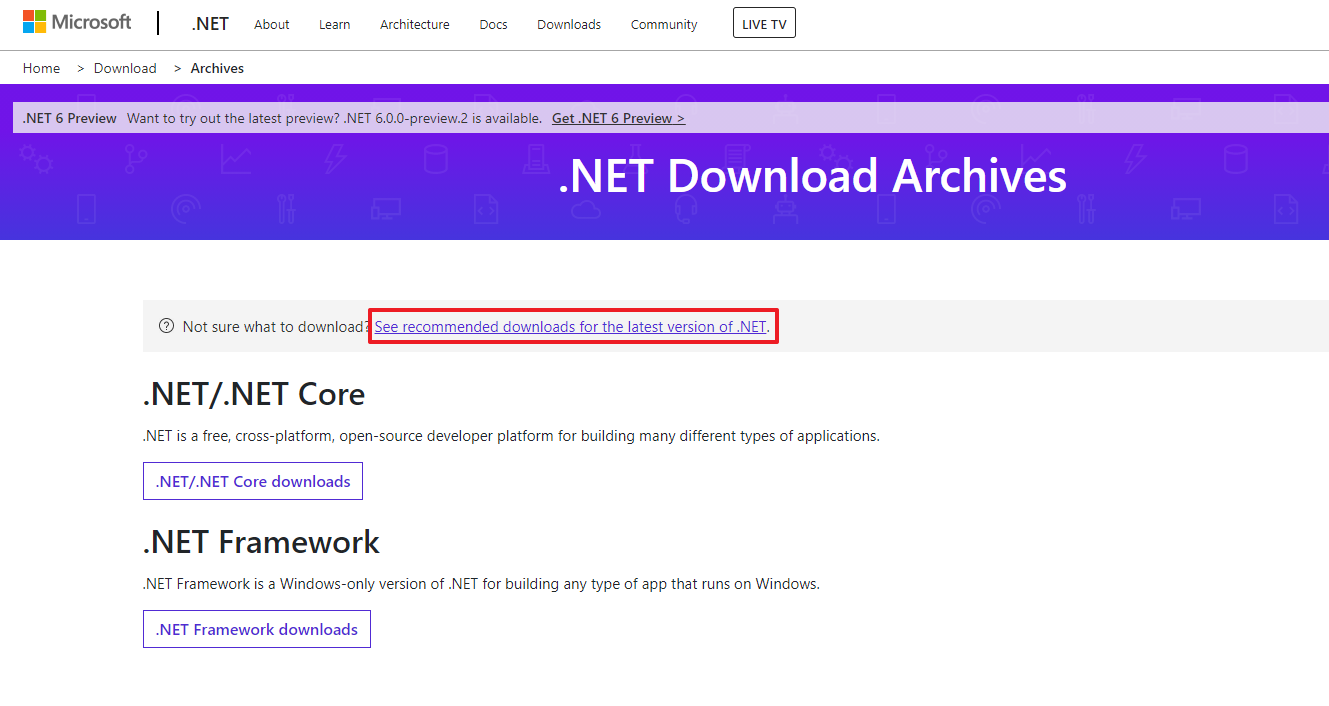 Microsoft .NET About Learn Architecture Docs Downloads Community LIVE TV
Home > Download > Archives
.NET 6 Preview Want to try out the latest preview? .NET 6.0.0-preview.2 is available. Get .NET 6 Preview >
.NET Download Archives
Not sure what to download? See recommended downloads for the latest version of .NET.
.NET/.NET Core
.NET is a free, cross-platform, open-source developer platform for building many different types of applications.
.NET/.NET Core downloads
.NET Framework
.NET Framework is a Windows-only version of .NET for building any type of app that runs on Windows.
.NET Framework downloads